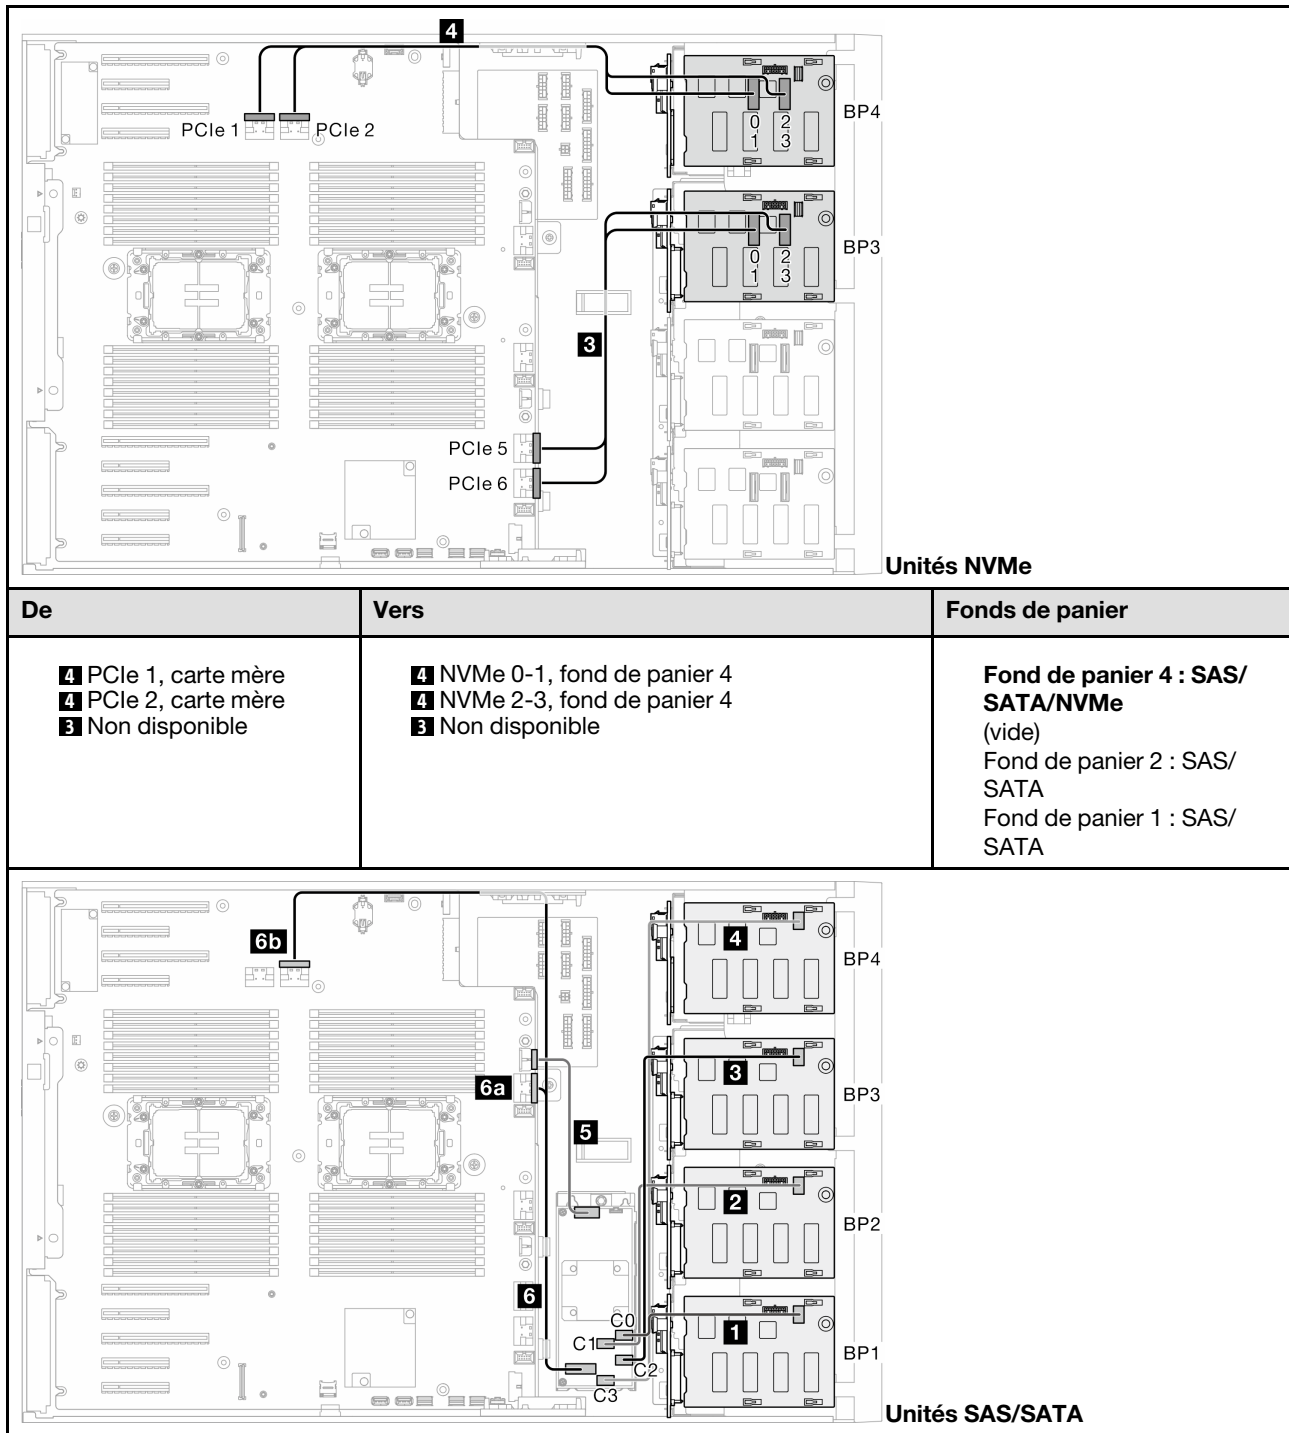 4
PCIe 1
PCIe 2
0
1
2
3
BP4
0
1
2
3
BP3
3
PCIe 5
PCIe 6
Unités NVMe
De
Vers
Fonds de panier
4 PCIe 1, carte mère
4 PCIe 2, carte mère
3 Non disponible
4 NVMe 0-1, fond de panier 4
4 NVMe 2-3, fond de panier 4
3 Non disponible
Fond de panier 4 : SAS/
SATA/NVMe
(vide)
Fond de panier 2 : SAS/
SATA
Fond de panier 1 : SAS/
SATA
6b
4
BP4
6a
3
BP3
5
2
BP2
6
C0
C1
C2
C3
1
BP1
Unités SAS/SATA